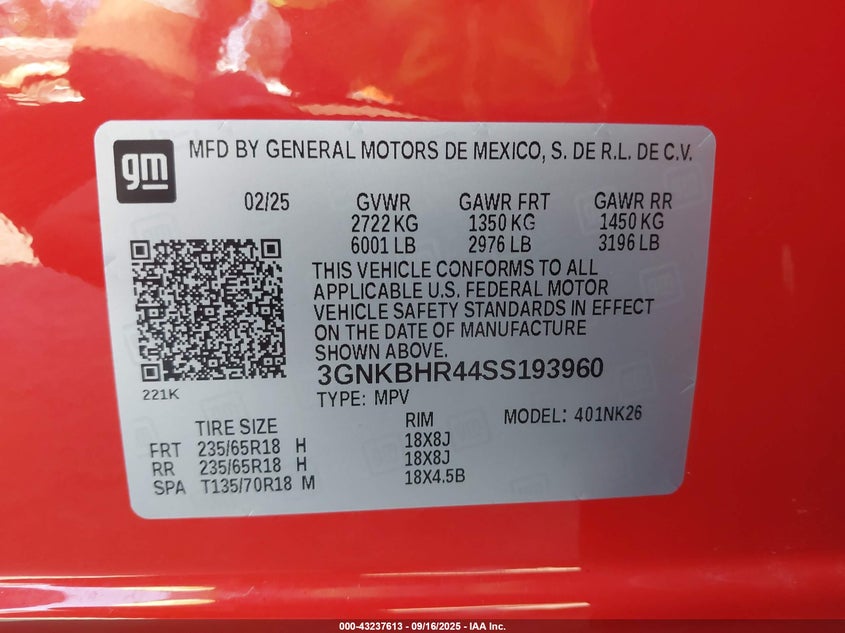 gm
MFD BY GENERAL MOTORS DE MEXICO, S. DE R.L. DE C.V.
02/25 GVWR GAWR FRT GAWR RR
2722 KG 1350 KG 1450 KG
6001 LB 2976 LB 3196 LB
THIS VEHICLE CONFORMS TO ALL
APPLICABLE U.S. FEDERAL MOTOR
VEHICLE SAFETY STANDARDS IN EFFECT
ON THE DATE OF MANUFACTURE
SHOWN ABOVE.
3GNKBHR44SS193960
221K
TYPE: MPV
TIRE SIZE RIM MODEL: 401NK26
FRT 235/65R18 H 18X8J
RR 235/65R18 H 18X8J
SPA T135/70R18 M 18X4.5B
000-43237613 - 09/16/2025 - IAA Inc.